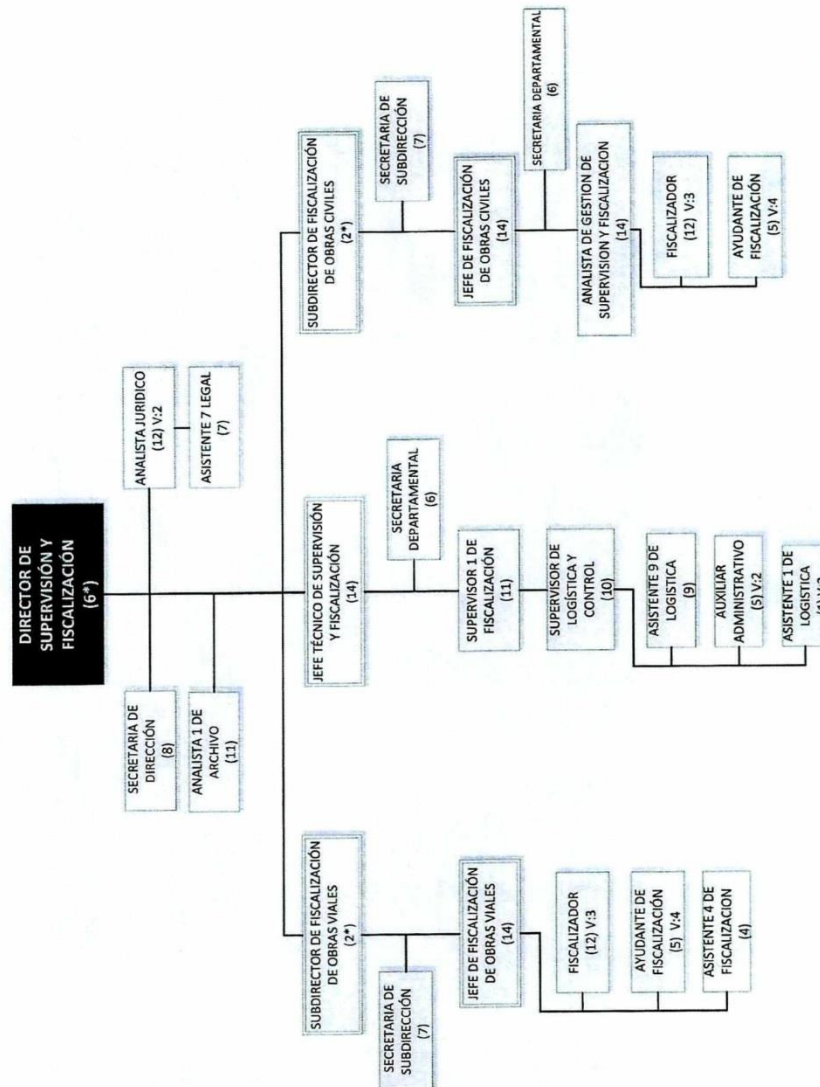 DIRECTOR DE
SUPERVISIÓN Y
FISCALIZACIÓN
(6*)
SECRETARIA DE
DIRECCIÓN
(8)
ANALISTA 1 DE
ARCHIVO
(11)
ANALISTA JURIDICO
(12) V:2
ASISTENTE 7 LEGAL
(7)
SUBDIRECTOR DE FISCALIZACIÓN
DE OBRAS VIALES
(2*)
SECRETARIA DE
SUBDIRECCIÓN
(7)
JEFE DE FISCALIZACIÓN
DE OBRAS VIALES
(14)
FISCALIZADOR
(12) V:3
AYUDANTE DE
FISCALIZACIÓN
(5) V:4
ASISTENTE 4 DE
FISCALIZACION
(4)
JEFE TÉCNICO DE SUPERVISIÓN
Y FISCALIZACIÓN
(14)
SECRETARIA
DEPARTAMENTAL
(6)
SUPERVISOR 1 DE
FISCALIZACIÓN
(11)
SUPERVISOR DE
LOGÍSTICA Y
CONTROL
(10)
ASISTENTE 9 DE
LOGISTICA
(9)
AUXILIAR
ADMINISTRATIVO
(5) V:2
ASISTENTE 1 DE
LOGISTICA
SUBDIRECTOR DE FISCALIZACIÓN
DE OBRAS CIVILES
(2*)
SECRETARIA DE
SUBDIRECCIÓN
(7)
JEFE DE FISCALIZACIÓN
DE OBRAS CIVILES
(14)
SECRETARIA DEPARTAMENTAL
(6)
ANALISTA DE GESTION DE
SUPERVISION Y FISCALIZACION
(14)
FISCALIZADOR
(12) V:3
AYUDANTE DE
FISCALIZACIÓN
(5) V:4